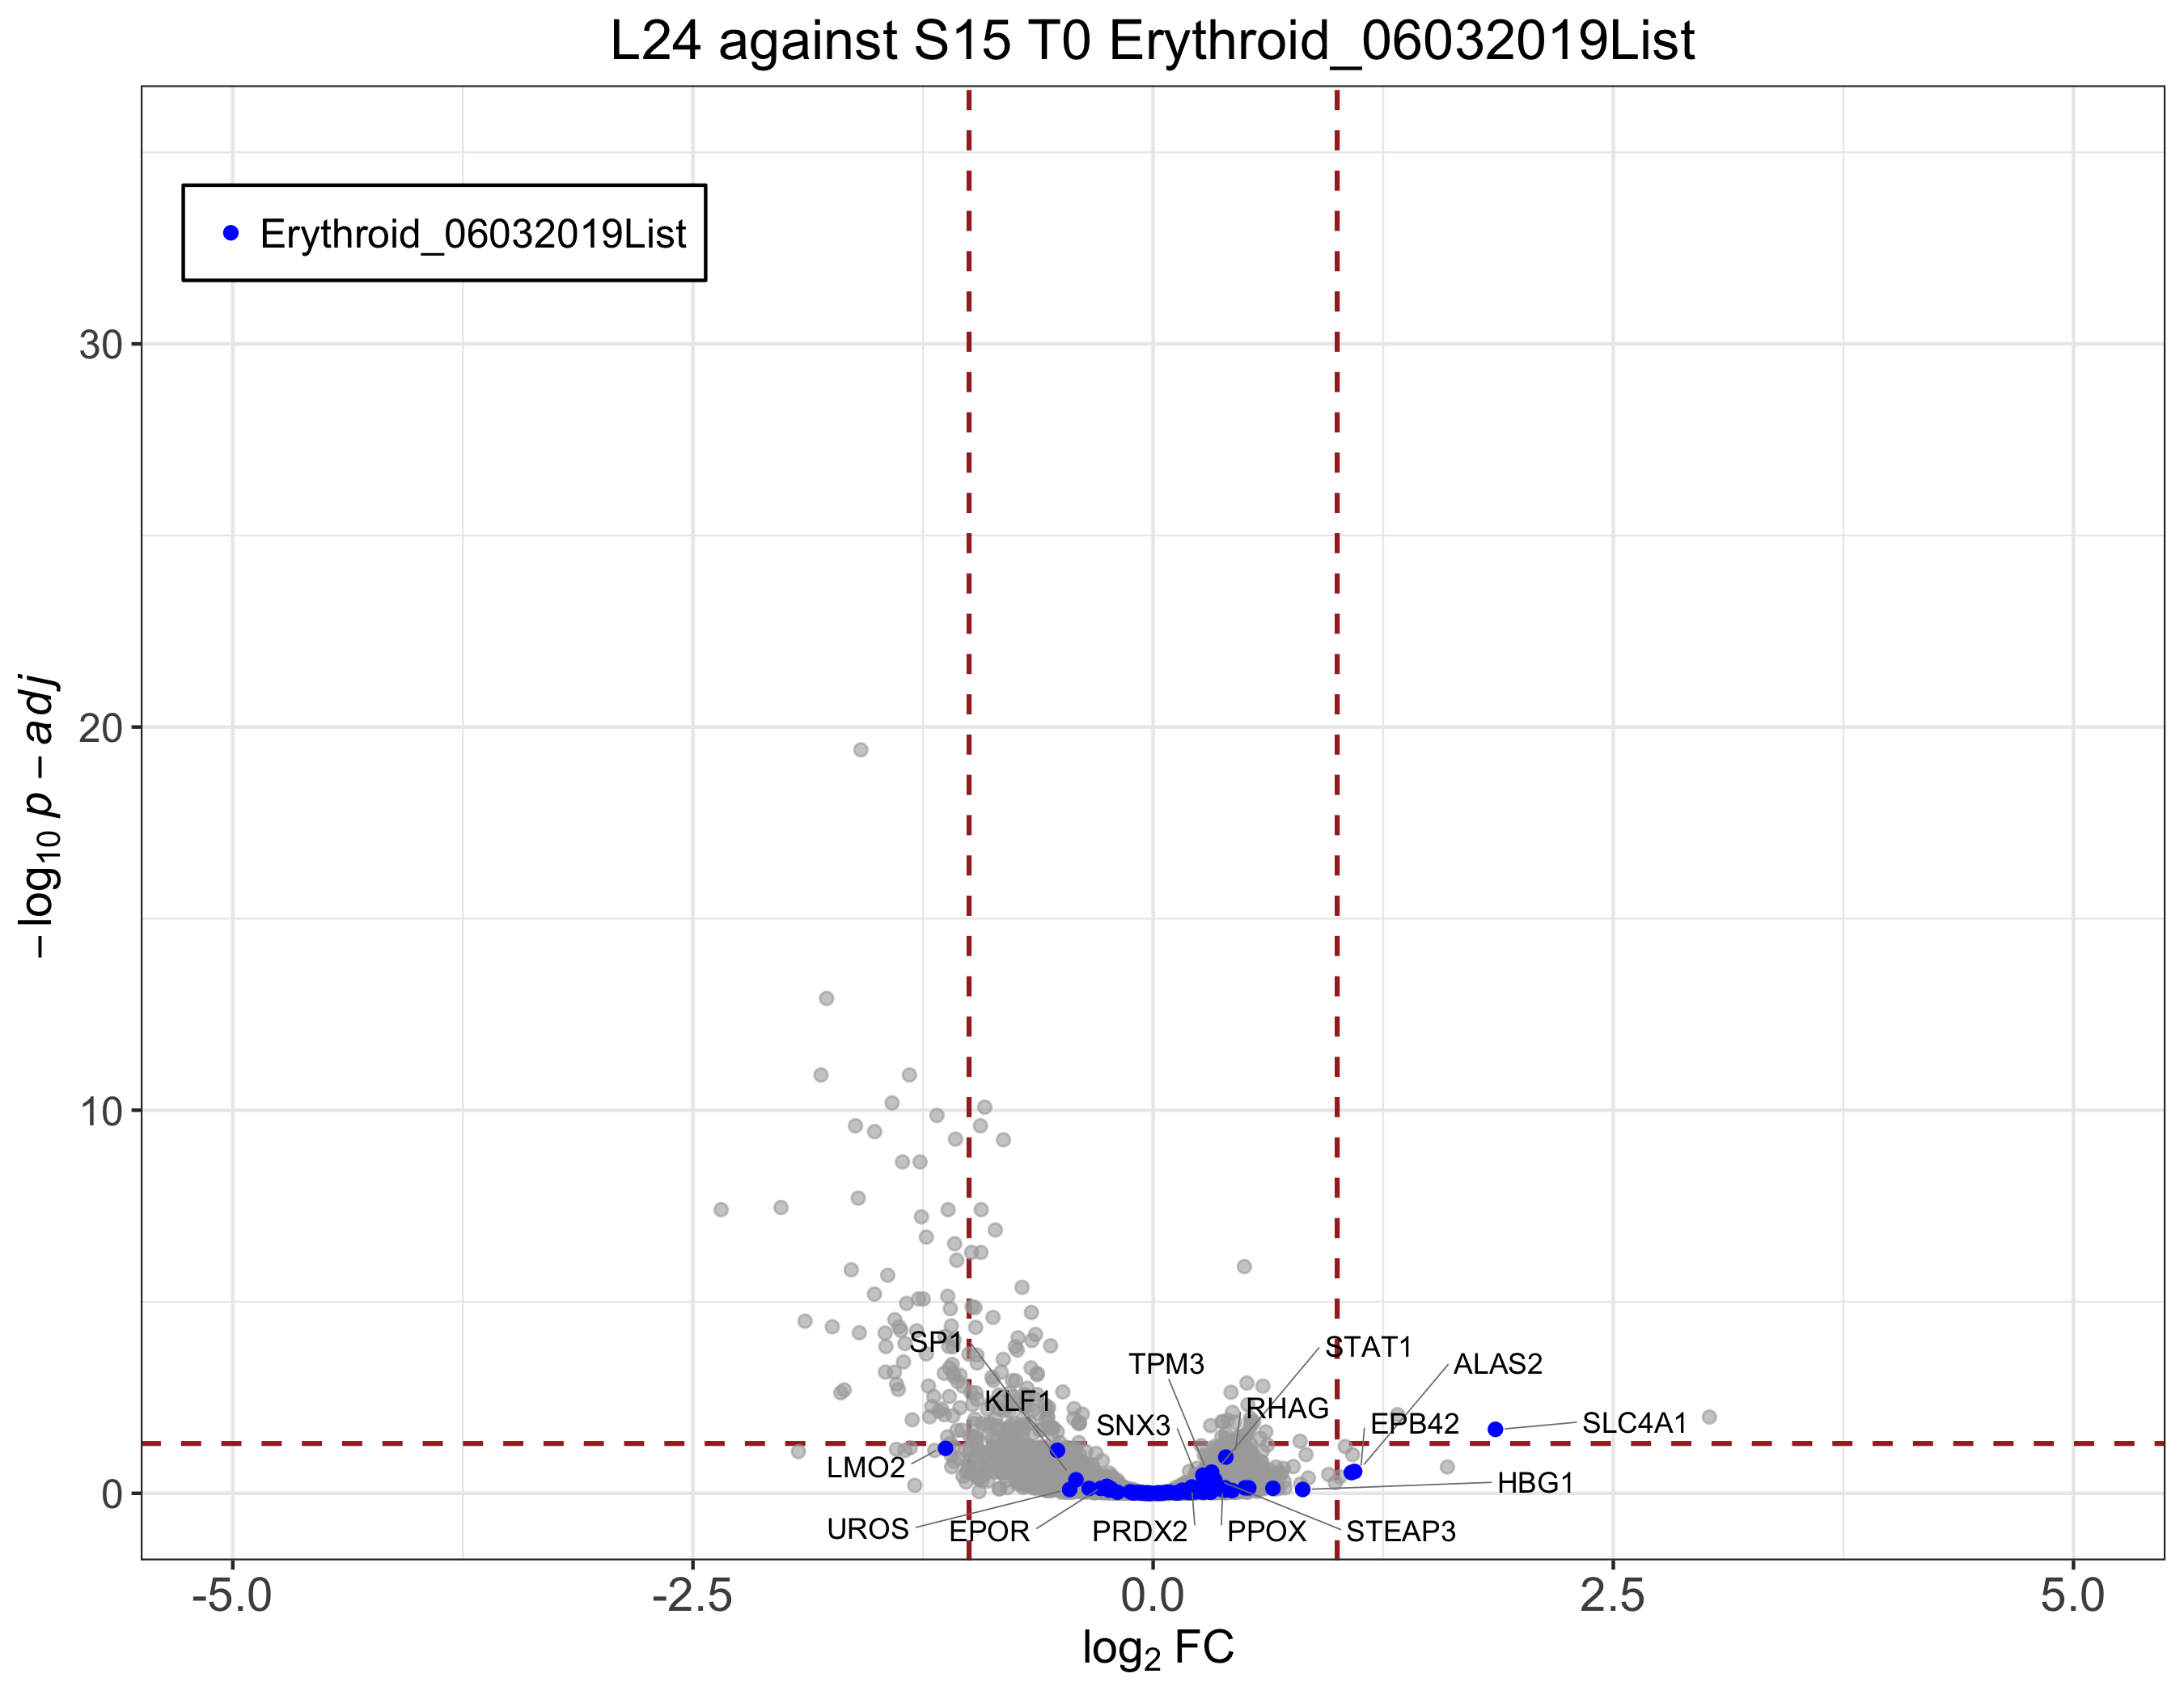 L24 against S15 T0 Erythroid_06032019List
Erythroid_06032019List
30
20
10
0
−log10 p − adj
SP1
STAT1
TPM3
ALAS2
KLF1
RHAG
SNX3
EPB42
SLC4A1
LMO2
HBG1
UROS
EPOR
PRDX2
PPOX
STEAP3
-5.0
-2.5
0.0
2.5
5.0
log2 FC